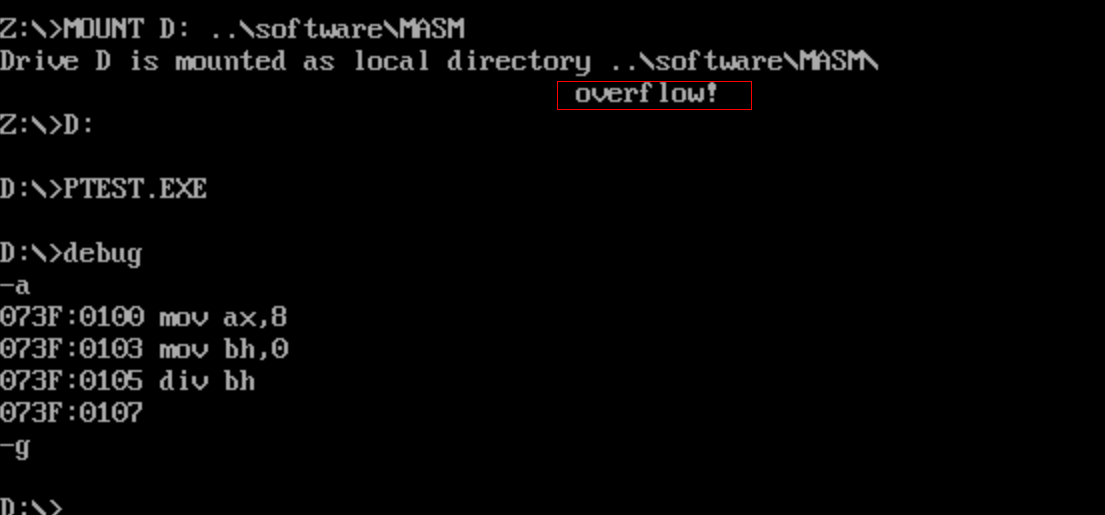 Z:\>MOUNT D: ..\software\MASM
Drive D is mounted as local directory ..\software\MASM\
overflow!
Z:\>D:
D:\>PTEST.EXE
D:\>debug
-a
073F:0100 mov ax,8
073F:0103 mov bh,0
073F:0105 div bh
073F:0107
-g
D:\>